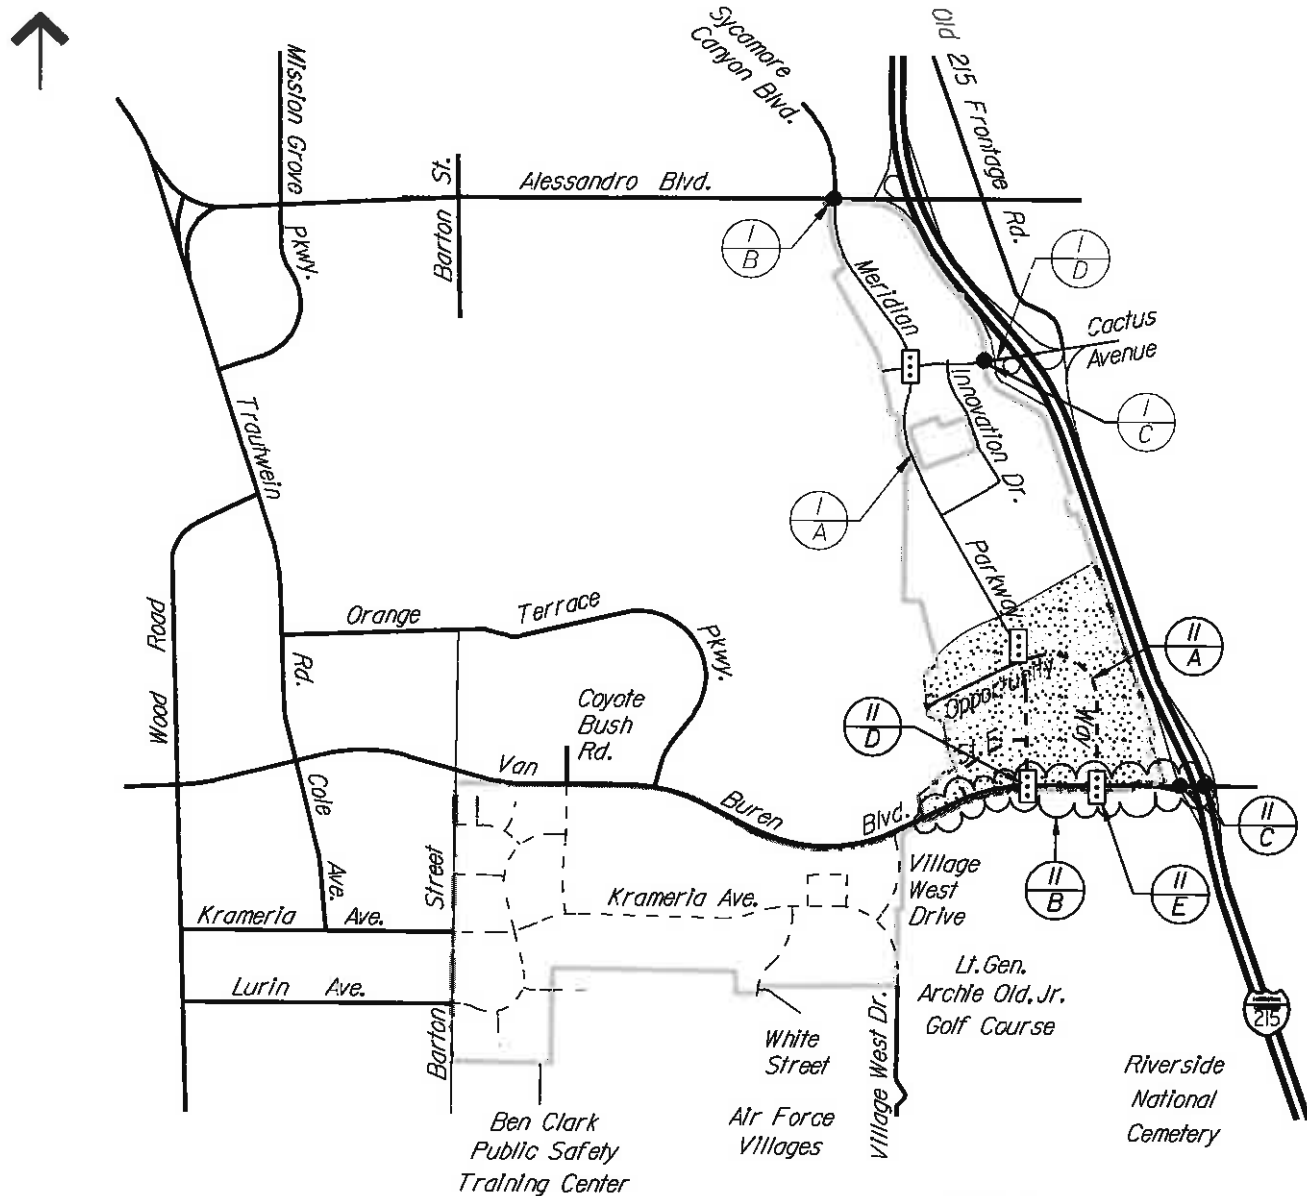 Sycamore
Canyon Blvd.
Old 215 Frontage Rd.
Mission Grove Pkwy.
Barton St.
Alessandro Blvd.
I
B
I
D
Meridian
Cactus
Avenue
Innovation Dr.
I
C
I
A
Trautwein
Parkway
Wood Road
Orange Terrace
Pkwy.
Rd.
II
A
Opportunity
Way
Coyote
Bush
Rd.
II
D
St. E
Van
Buren
Blvd.
Cole
Ave.
II
C
Village
West
Drive
II
B
II
E
Street
Krameria Ave.
Krameria Ave.
Lurin Ave.
Barton
Lt. Gen.
Archie Old, Jr.
Golf Course
215
White
Street
Village West Dr.
Riverside
National
Cemetery
Air Force
Villages
Ben Clark
Public Safety
Training Center